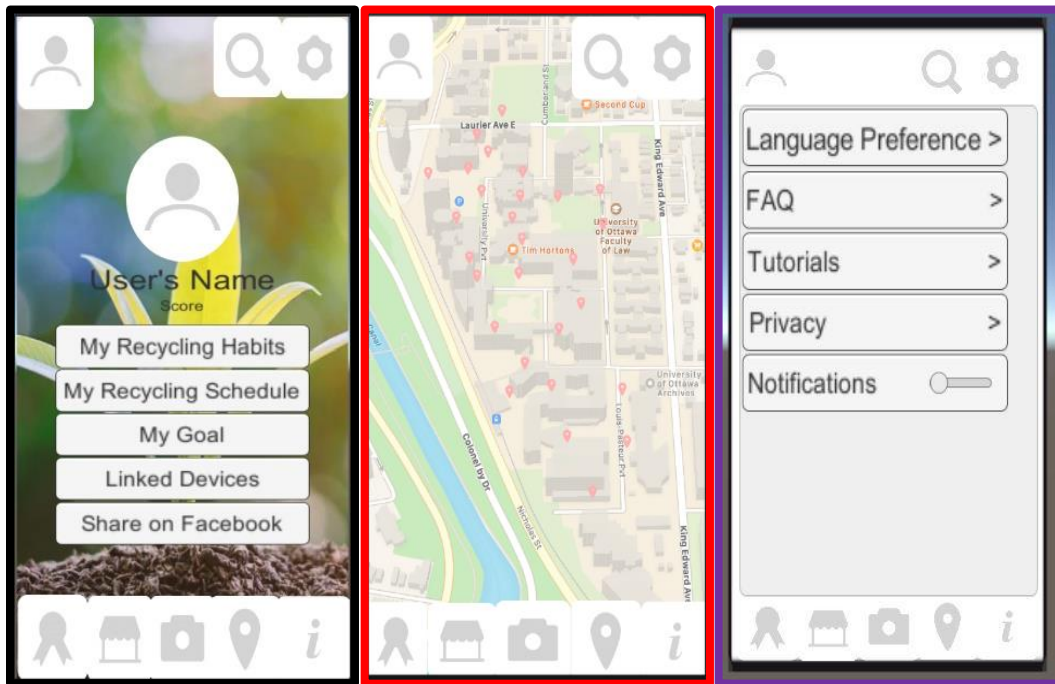 User's Name
Score
My Recycling Habits
My Recycling Schedule
My Goal
Linked Devices
Share on Facebook
i
Cumberland St
Second Cup
Laurier Ave E
King Edward Ave
P
University Pvt
University
of Ottawa
Faculty
of Law
Tim Hortons
Canal
University
of Ottawa
Archives
Louis-Pasteur Pvt
Colonel by Dr
Nicholas St
King Edward Ave
i
Language Preference >
FAQ >
Tutorials >
Privacy >
Notifications
i